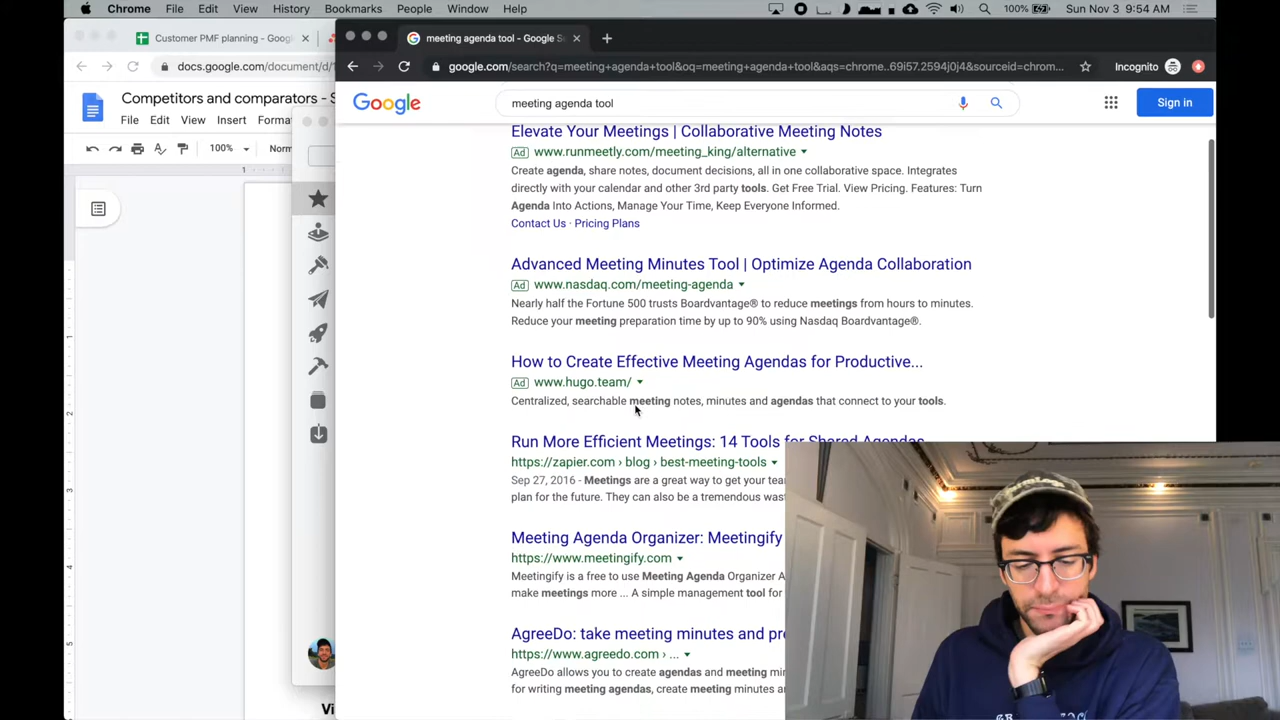 Chrome File Edit View History Bookmarks People Window Help 100% Sun Nov 3 9:54 AM
Customer PMF planning - Goog
meeting agenda tool - Google S
docs.google.com/document/d/
google.com/search?q=meeting+agenda+tool&oq=meeting+agenda+tool&aqs=chrome..69i57.2594j0j4&sourceid=chrom...
Incognito
Competitors and comparators - S
File Edit View Insert Forma
100% Norm
Google
meeting agenda tool
Sign in
Elevate Your Meetings | Collaborative Meeting Notes
Ad www.runmeetly.com/meeting_king/alternative
Create agenda, share notes, document decisions, all in one collaborative space. Integrates
directly with your calendar and other 3rd party tools. Get Free Trial. View Pricing. Features: Turn
Agenda Into Actions, Manage Your Time, Keep Everyone Informed.
Contact Us · Pricing Plans
Advanced Meeting Minutes Tool | Optimize Agenda Collaboration
Ad www.nasdaq.com/meeting-agenda
Nearly half the Fortune 500 trusts Boardvantage® to reduce meetings from hours to minutes.
Reduce your meeting preparation time by up to 90% using Nasdaq Boardvantage®.
How to Create Effective Meeting Agendas for Productive...
Ad www.hugo.team/
Centralized, searchable meeting notes, minutes and agendas that connect to your tools.
Run More Efficient Meetings: 14 Tools for Shared Agendas
https://zapier.com › blog › best-meeting-tools
Sep 27, 2016 - Meetings are a great way to get your tea
plan for the future. They can also be a tremendous was
Meeting Agenda Organizer: Meetingify
https://www.meetingify.com
Meetingify is a free to use Meeting Agenda Organizer A
make meetings more ... A simple management tool for
AgreeDo: take meeting minutes and pr
https://www.agreedo.com › ...
AgreeDo allows you to create agendas and meeting mi
for writing meeting agendas, create meeting minutes a
Vi
1
1
2
3
4
5